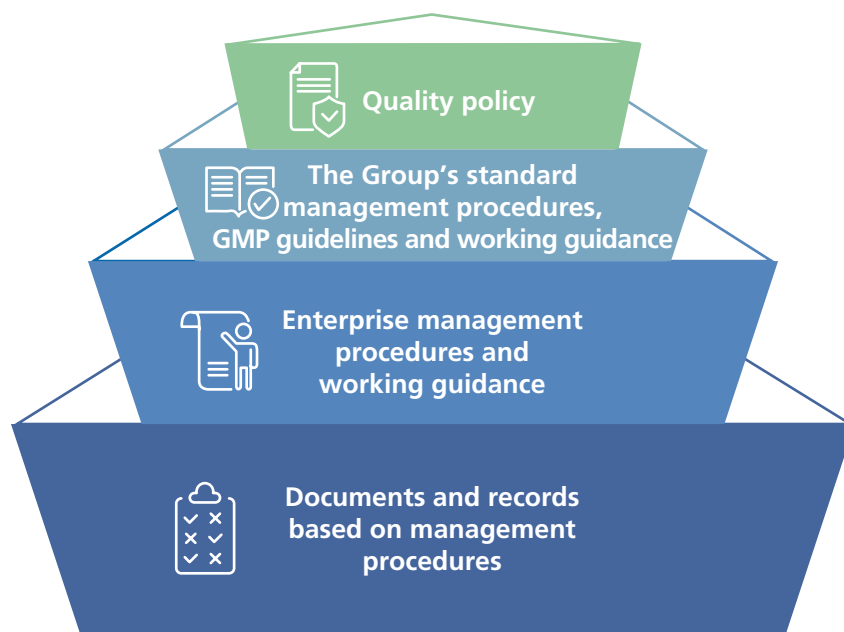 Quality policy
The Group’s standard
management procedures,
GMP guidelines and working guidance
Enterprise management
procedures and
working guidance
Documents and records
based on management
procedures